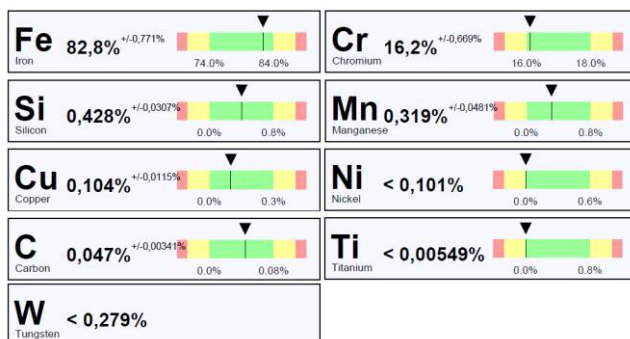 Fe 82,8% +/-0,771%
Iron 74.0% 84.0%
Cr 16,2% +/-0,669%
Chromium 16.0% 18.0%
Si 0,428% +/-0,0307%
Silicon 0.0% 0.8%
Mn 0,319% +/-0,0481%
Manganese 0.0% 0.8%
Cu 0,104% +/-0,0115%
Copper 0.0% 0.3%
Ni < 0,101%
Nickel 0.0% 0.6%
C 0,047% +/-0,00341%
Carbon 0.0% 0.08%
Ti < 0,00549%
Titanium 0.0% 0.8%
W < 0,279%
Tungsten